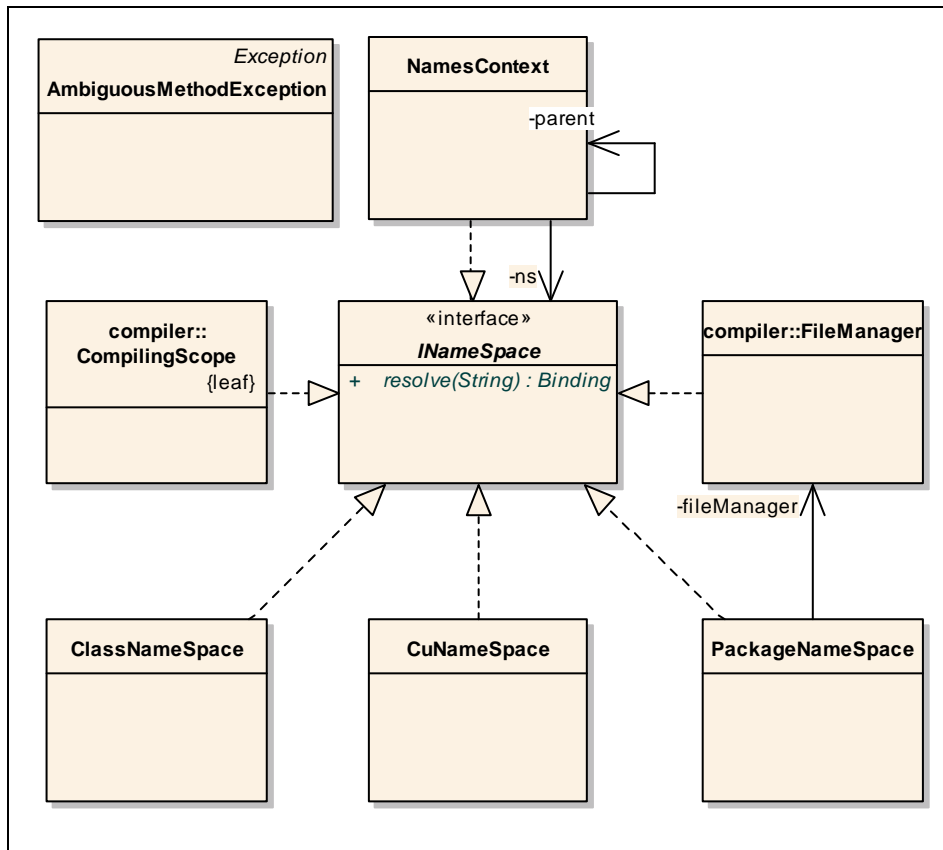 Exception
AmbiguousMethodException
NamesContext
-parent
-ns
compiler::
CompilingScope
{leaf}
«interface»
INameSpace
+ resolve(String) : Binding
compiler::FileManager
-fileManager
ClassNameSpace
CuNameSpace
PackageNameSpace